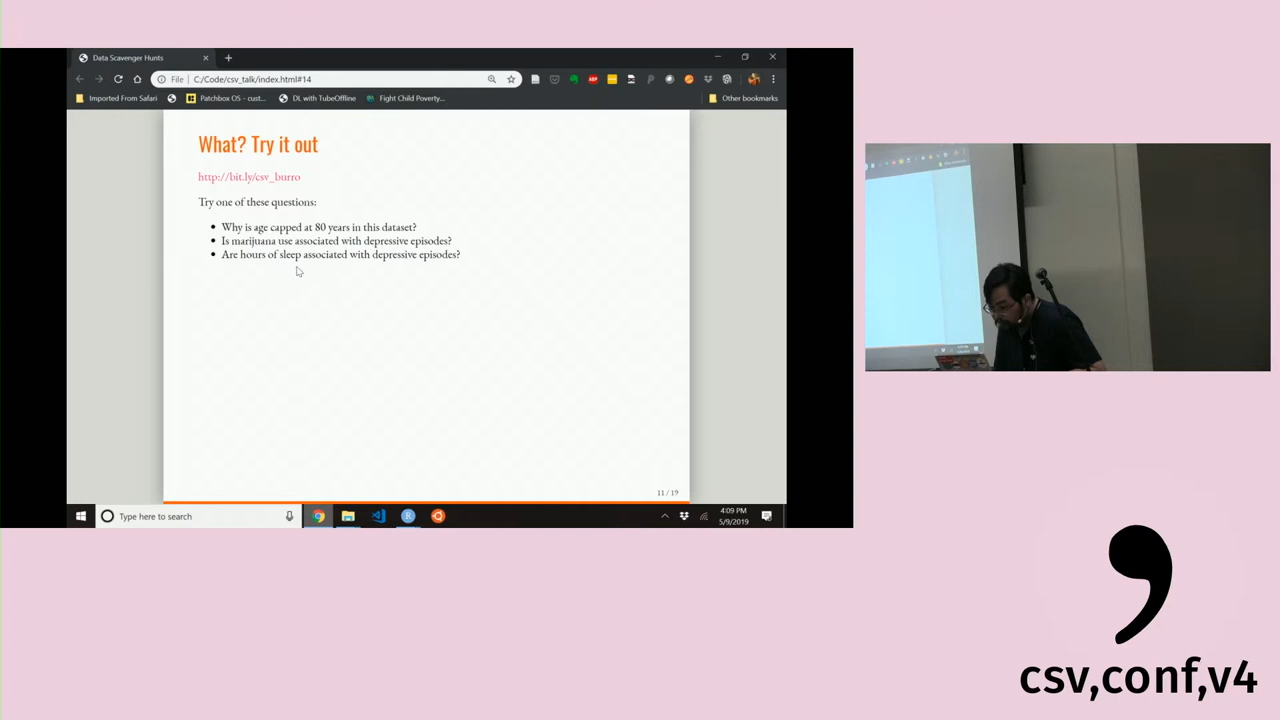 Data Scavenger Hunts
File
C:/Code/csv_talk/index.html#14
Imported From Safari
Patchbox OS - cust...
DL with TubeOffline
Fight Child Poverty...
Other bookmarks
What? Try it out
http://bit.ly/csv_burro
Try one of these questions:
Why is age capped at 80 years in this dataset?
Is marijuana use associated with depressive episodes?
Are hours of sleep associated with depressive episodes?
11 / 19
Type here to search
4:09 PM
5/9/2019
csv,conf,v4